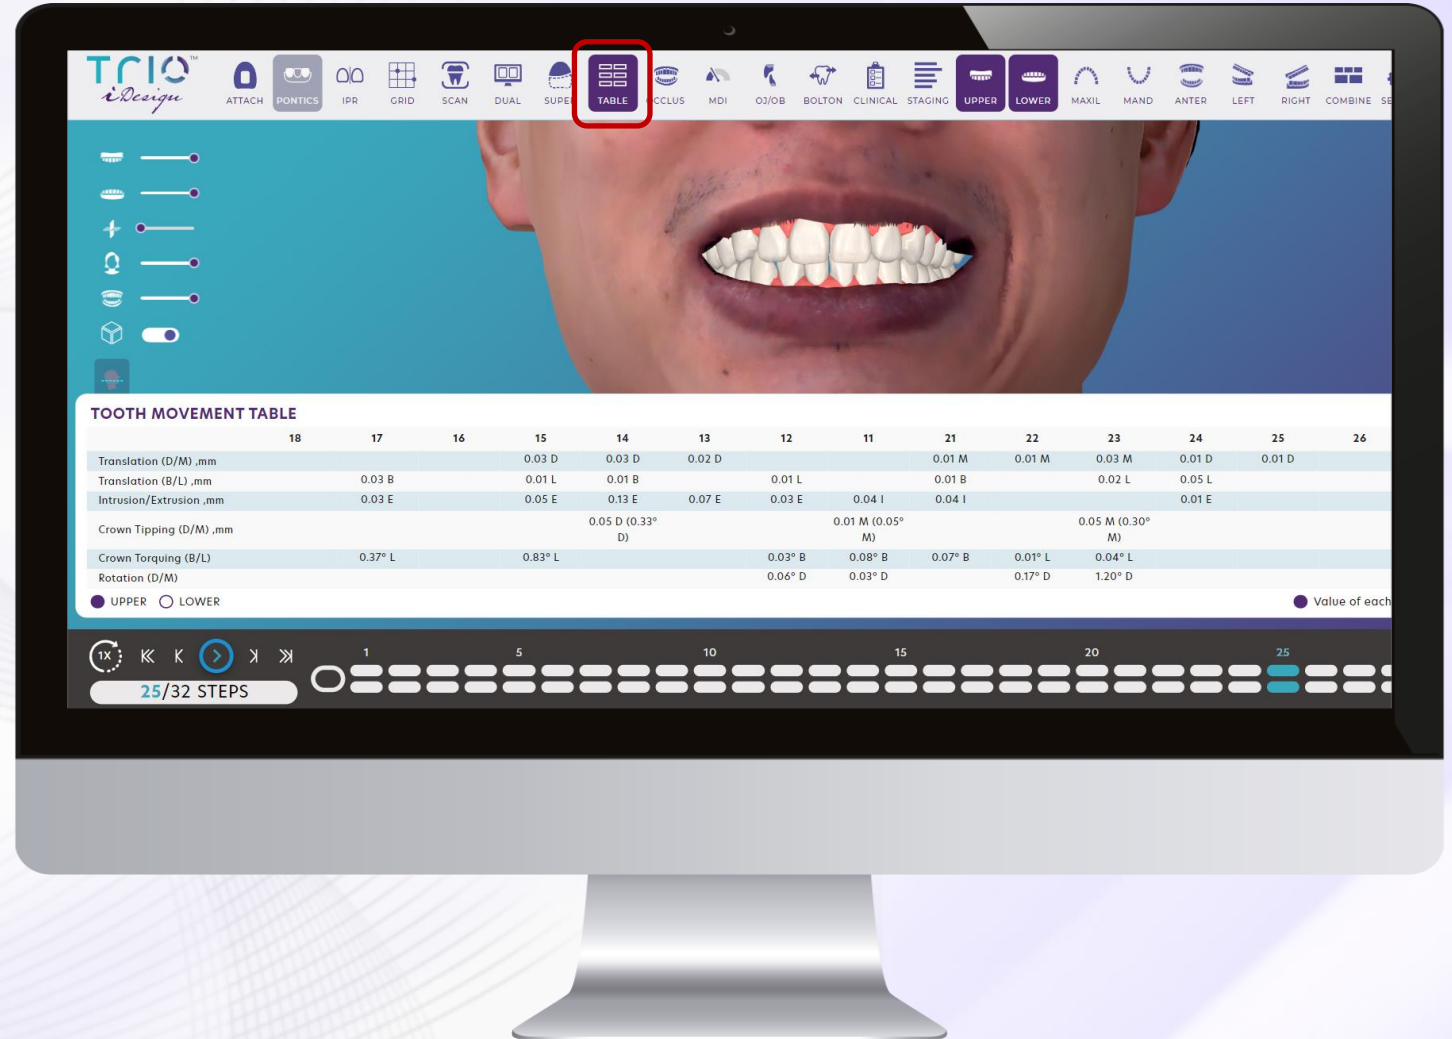 TRIO™
iDesign
ATTACH PONTICS IPR GRID SCAN DUAL SUPER TABLE OCCLUS MDI OJ/OB BOLTON CLINICAL STAGING UPPER LOWER MAXIL MAND ANTER LEFT RIGHT COMBINE SE
TOOTH MOVEMENT TABLE
18 17 16 15 14 13 12 11 21 22 23 24 25 26
Translation (D/M) ,mm 0.03 D 0.03 D 0.02 D 0.01 M 0.01 M 0.03 M 0.01 D 0.01 D
Translation (B/L) ,mm 0.03 B 0.01 L 0.01 B 0.01 L 0.01 B 0.02 L 0.05 L
Intrusion/Extrusion ,mm 0.03 E 0.05 E 0.13 E 0.07 E 0.03 E 0.04 I 0.04 I 0.01 E
Crown Tipping (D/M) ,mm 0.05 D (0.33° D) 0.01 M (0.05° M) 0.05 M (0.30° M)
Crown Torquing (B/L) 0.37° L 0.83° L 0.03° B 0.08° B 0.07° B 0.01° L 0.04° L
Rotation (D/M) 0.06° D 0.03° D 0.17° D 1.20° D
UPPER LOWER Value of each
1X 1 5 10 15 20 25
25/32 STEPS